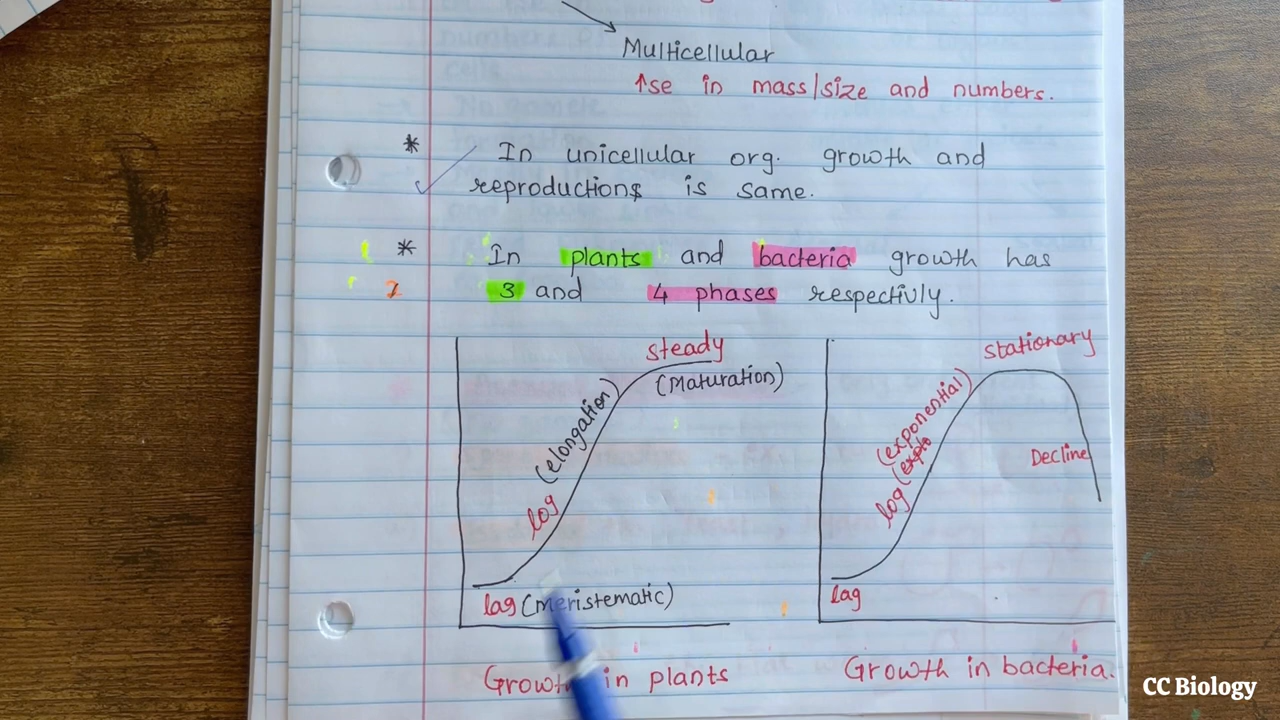 Multicellular
↑se in mass/size and numbers.
* In unicellular org. growth and
reproductions is same.
* In plants and bacteria growth has
3 and 4 phases respectivly.
steady
(Maturation)
log (elongation)
lag (Meristematic)
Growth in plants
stationary
(exponential)
log (expto
Decline
lag
Growth in bacteria.
CC Biology